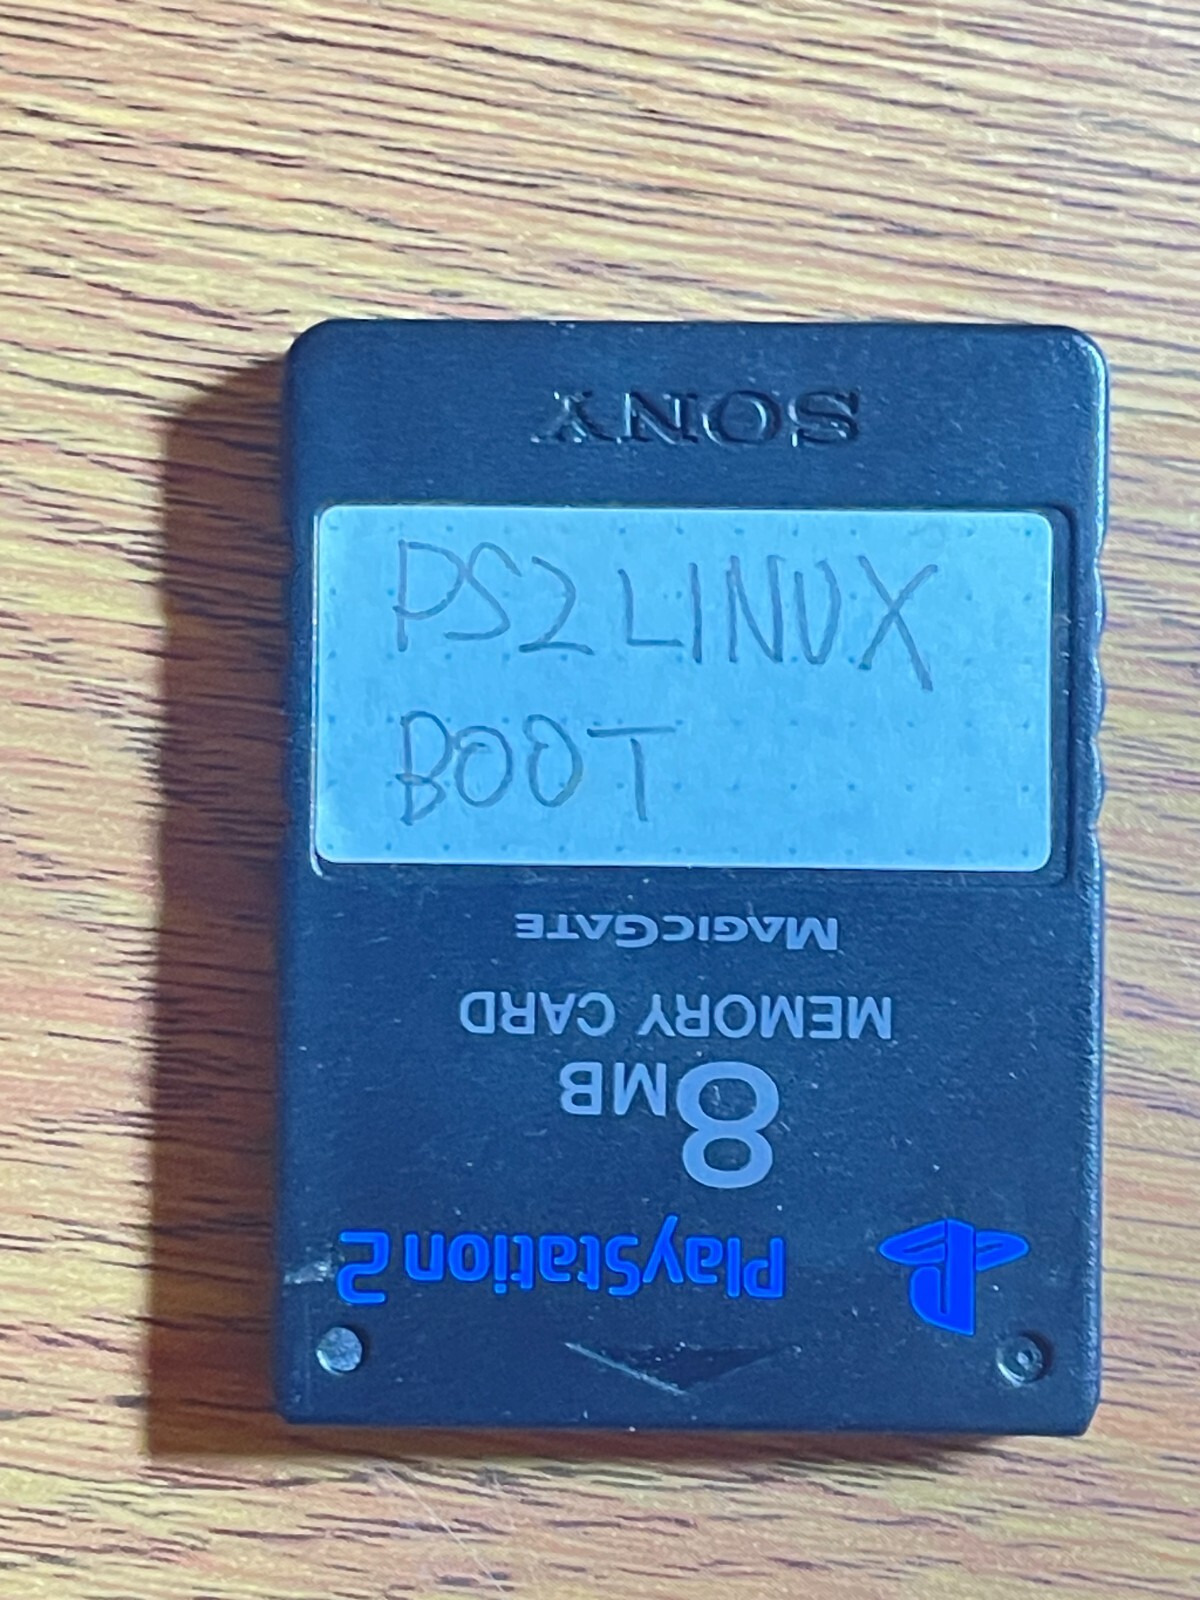 SONY
PS2 LINUX
BOOT
MAGICGATE
MEMORY CARD
8MB
PlayStation 2